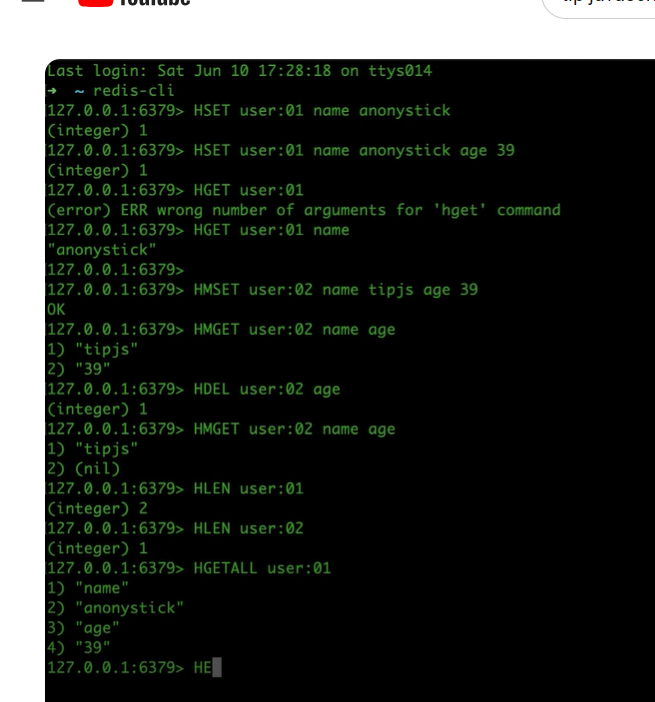 YouTube
Last login: Sat Jun 10 17:28:18 on ttys014
→ ~ redis-cli
127.0.0.1:6379> HSET user:01 name anonystick
(integer) 1
127.0.0.1:6379> HSET user:01 name anonystick age 39
(integer) 1
127.0.0.1:6379> HGET user:01
(error) ERR wrong number of arguments for 'hget' command
127.0.0.1:6379> HGET user:01 name
"anonystick"
127.0.0.1:6379>
127.0.0.1:6379> HMSET user:02 name tipjs age 39
OK
127.0.0.1:6379> HMGET user:02 name age
1) "tipjs"
2) "39"
127.0.0.1:6379> HDEL user:02 age
(integer) 1
127.0.0.1:6379> HMGET user:02 name age
1) "tipjs"
2) (nil)
127.0.0.1:6379> HLEN user:01
(integer) 2
127.0.0.1:6379> HLEN user:02
(integer) 1
127.0.0.1:6379> HGETALL user:01
1) "name"
2) "anonystick"
3) "age"
4) "39"
127.0.0.1:6379> HE